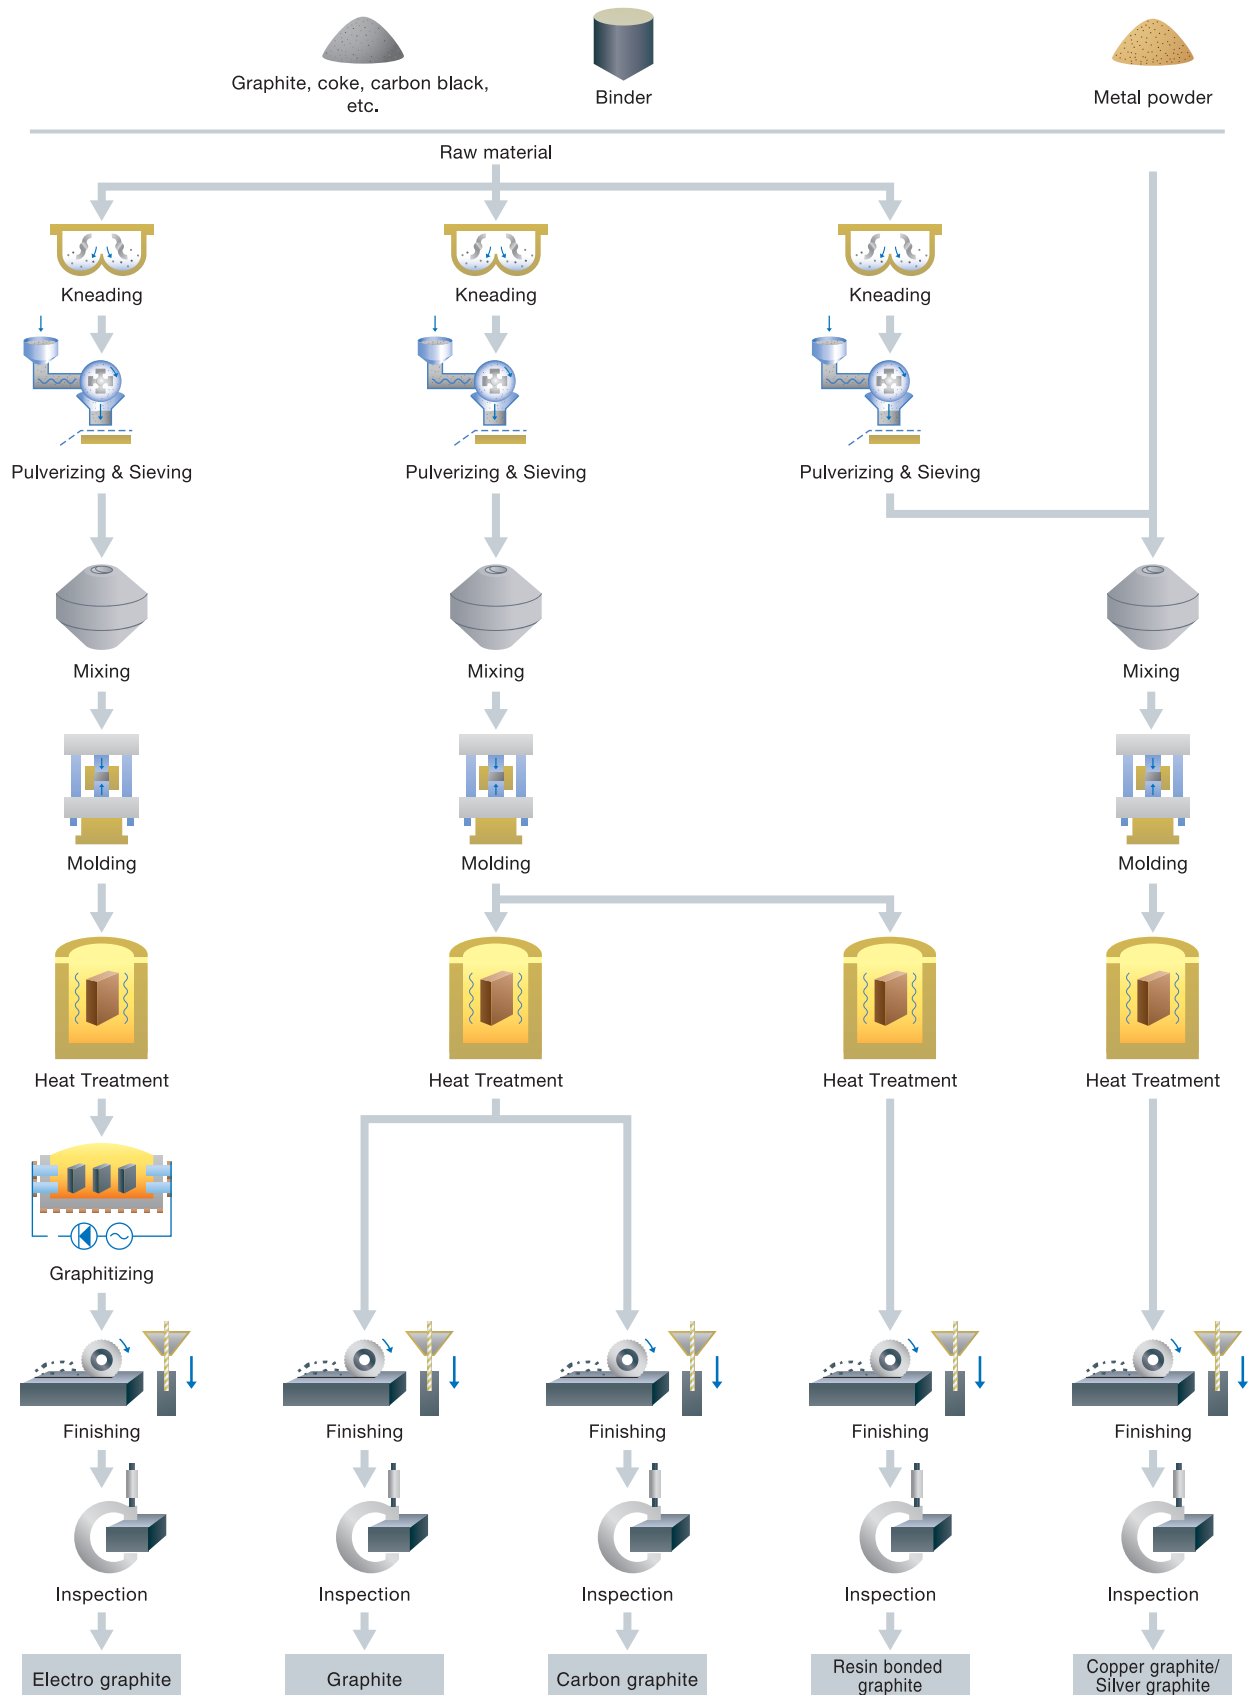 Graphite, coke, carbon black,
etc.
Binder
Metal powder
Raw material
Kneading
Kneading
Kneading
Pulverizing & Sieving
Pulverizing & Sieving
Pulverizing & Sieving
Mixing
Mixing
Mixing
Molding
Molding
Molding
Heat Treatment
Heat Treatment
Heat Treatment
Heat Treatment
Graphitizing
Finishing
Finishing
Finishing
Finishing
Finishing
Inspection
Inspection
Inspection
Inspection
Inspection
Electro graphite
Graphite
Carbon graphite
Resin bonded
graphite
Copper graphite/
Silver graphite